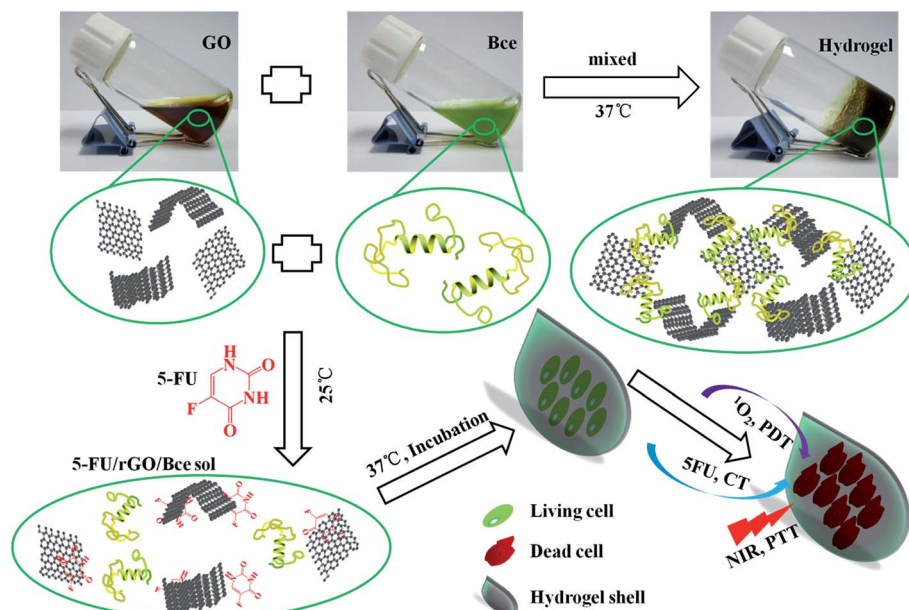 GO
Bce
Hydrogel
mixed
37℃
5-FU
H
N
O
NH
F
O
25℃
5-FU/rGO/Bce sol
37℃, Incubation
¹O₂, PDT
5FU, CT
NIR, PTT
Living cell
Dead cell
Hydrogel shell